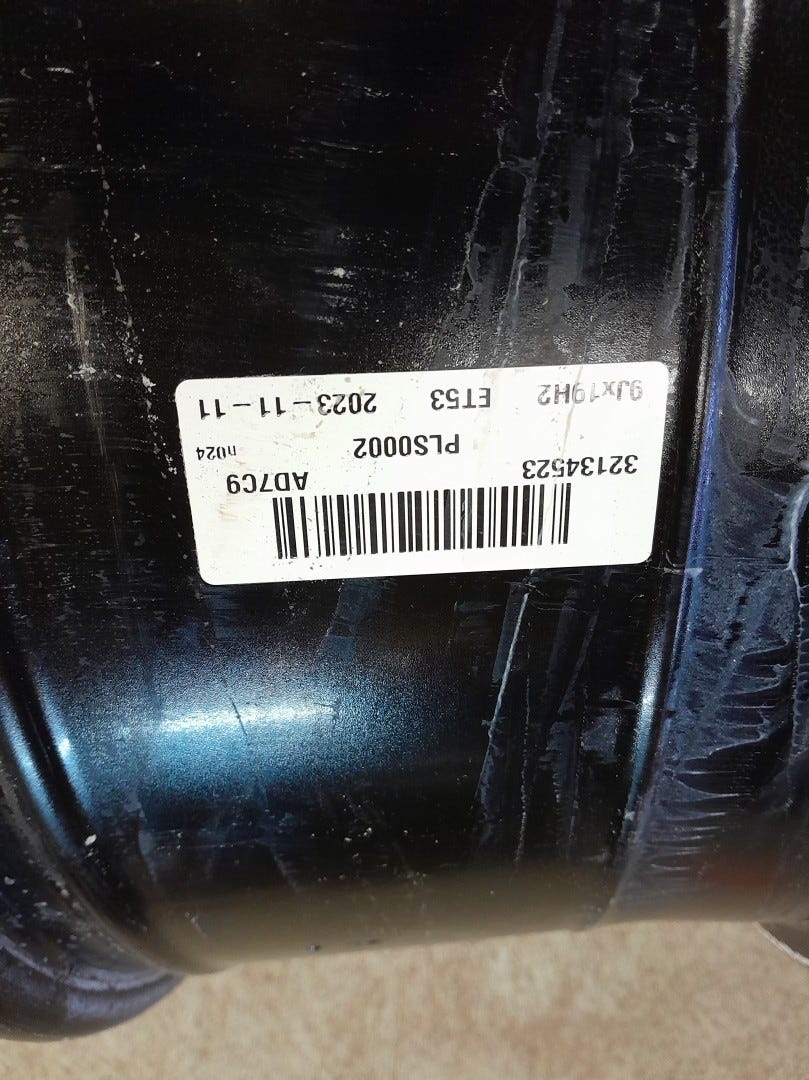 32134523 AD7C9
PLS0002 n024
9Jx19H2 ET53 2023-11-11